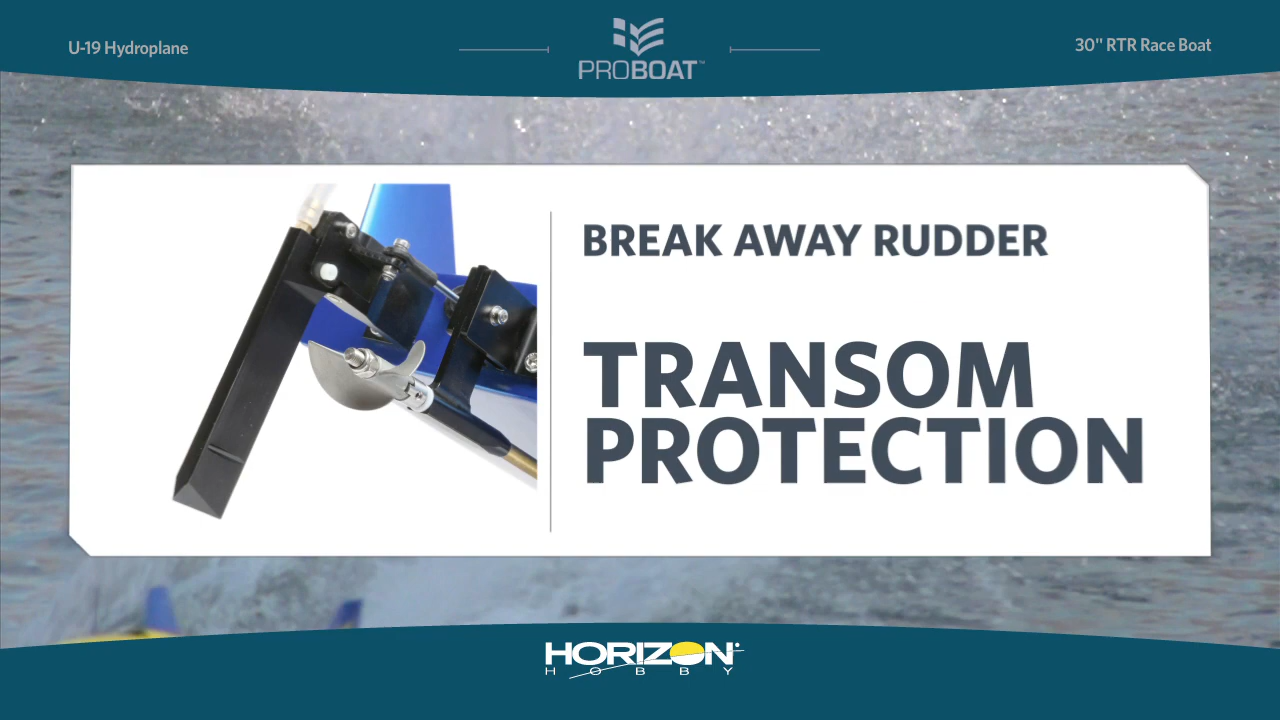 U-19 Hydroplane
PROBOAT™
30" RTR Race Boat
BREAK AWAY RUDDER
TRANSOM
PROTECTION
HORIZON
HOBBY